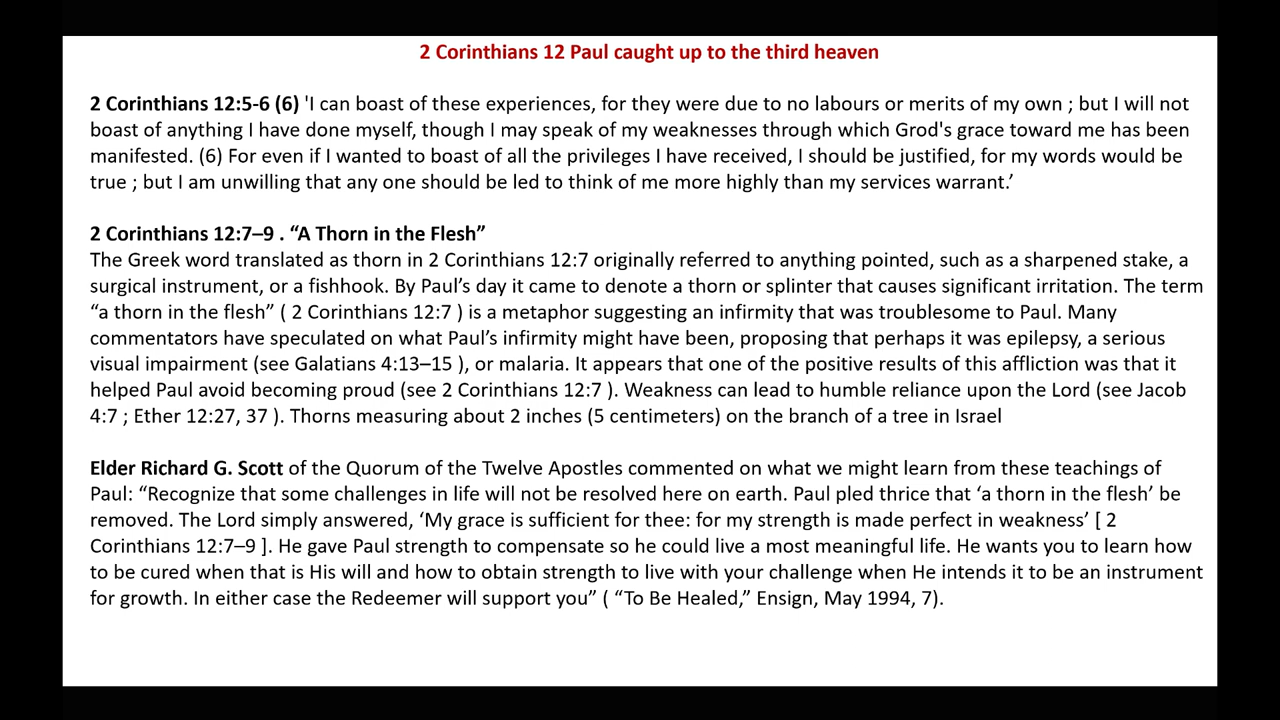 2 Corinthians 12 Paul caught up to the third heaven
2 Corinthians 12:5-6 (6) 'I can boast of these experiences, for they were due to no labours or merits of my own ; but I will not
boast of anything I have done myself, though I may speak of my weaknesses through which Grod's grace toward me has been
manifested. (6) For even if I wanted to boast of all the privileges I have received, I should be justified, for my words would be
true ; but I am unwilling that any one should be led to think of me more highly than my services warrant.’
2 Corinthians 12:7–9 . “A Thorn in the Flesh”
The Greek word translated as thorn in 2 Corinthians 12:7 originally referred to anything pointed, such as a sharpened stake, a
surgical instrument, or a fishhook. By Paul’s day it came to denote a thorn or splinter that causes significant irritation. The term
“a thorn in the flesh” ( 2 Corinthians 12:7 ) is a metaphor suggesting an infirmity that was troublesome to Paul. Many
commentators have speculated on what Paul’s infirmity might have been, proposing that perhaps it was epilepsy, a serious
visual impairment (see Galatians 4:13–15 ), or malaria. It appears that one of the positive results of this affliction was that it
helped Paul avoid becoming proud (see 2 Corinthians 12:7 ). Weakness can lead to humble reliance upon the Lord (see Jacob
4:7 ; Ether 12:27, 37 ). Thorns measuring about 2 inches (5 centimeters) on the branch of a tree in Israel
Elder Richard G. Scott of the Quorum of the Twelve Apostles commented on what we might learn from these teachings of
Paul: “Recognize that some challenges in life will not be resolved here on earth. Paul pled thrice that ‘a thorn in the flesh’ be
removed. The Lord simply answered, ‘My grace is sufficient for thee: for my strength is made perfect in weakness’ [ 2
Corinthians 12:7–9 ]. He gave Paul strength to compensate so he could live a most meaningful life. He wants you to learn how
to be cured when that is His will and how to obtain strength to live with your challenge when He intends it to be an instrument
for growth. In either case the Redeemer will support you” ( “To Be Healed,” Ensign, May 1994, 7).